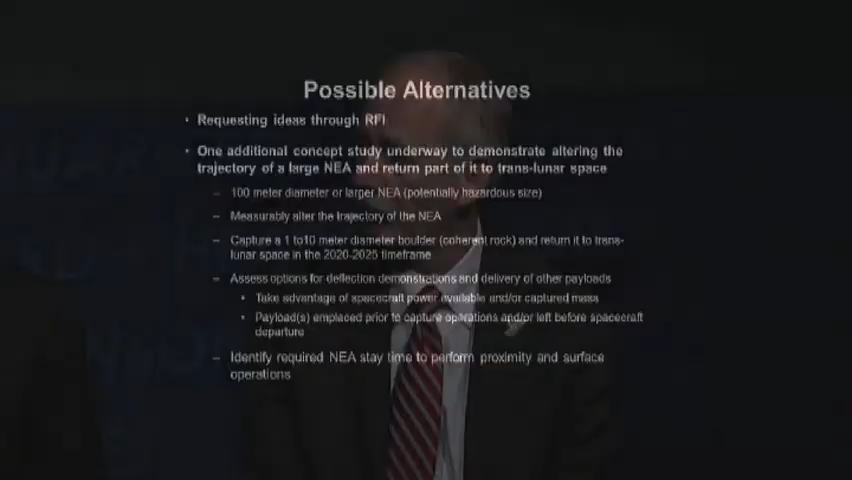 Possible Alternatives
• Requesting ideas through RFI
• One additional concept study underway to demonstrate altering the
trajectory of a large NEA and return part of it to trans-lunar space
– 100 meter diameter or larger NEA (potentially hazardous size)
– Measurably alter the trajectory of the NEA
– Capture a 1 to10 meter diameter boulder (coherent rock) and return it to trans-
lunar space in the 2020-2025 timeframe
– Assess options for deflection demonstrations and delivery of other payloads
• Take advantage of spacecraft power available and/or captured mass
• Payload(s) emplaced prior to capture operations and/or left before spacecraft
departure
– Identify required NEA stay time to perform proximity and surface
operations